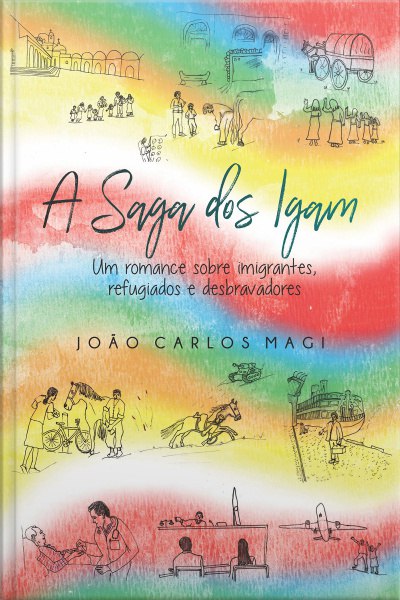 A Saga dos Igam
Um romance sobre imigrantes,
refugiados e desbravadores
JOÃO CARLOS MAGI